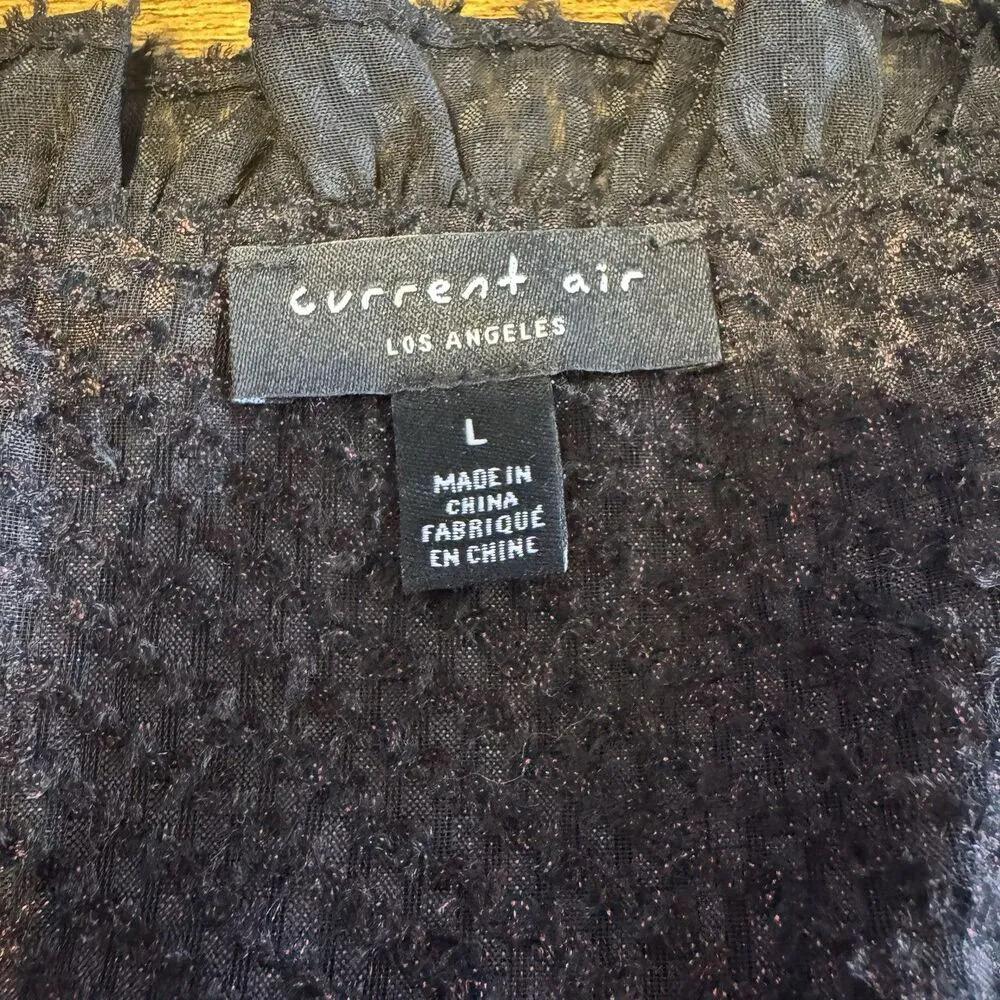 current air
LOS ANGELES
L
MADE IN
CHINA
FABRIQUÉ
EN CHINE